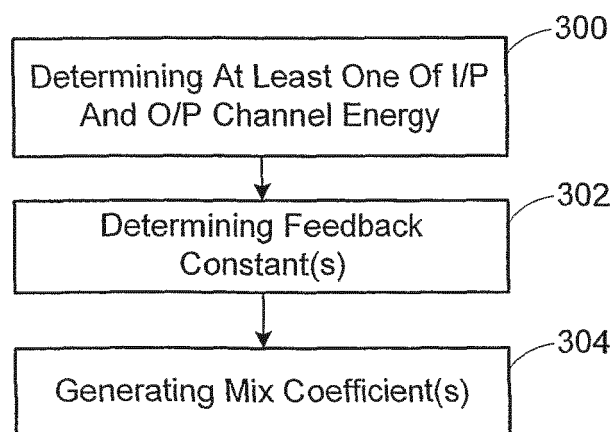 300
Determining At Least One Of I/P
And O/P Channel Energy
302
Determining Feedback
Constant(s)
304
Generating Mix Coefficient(s)